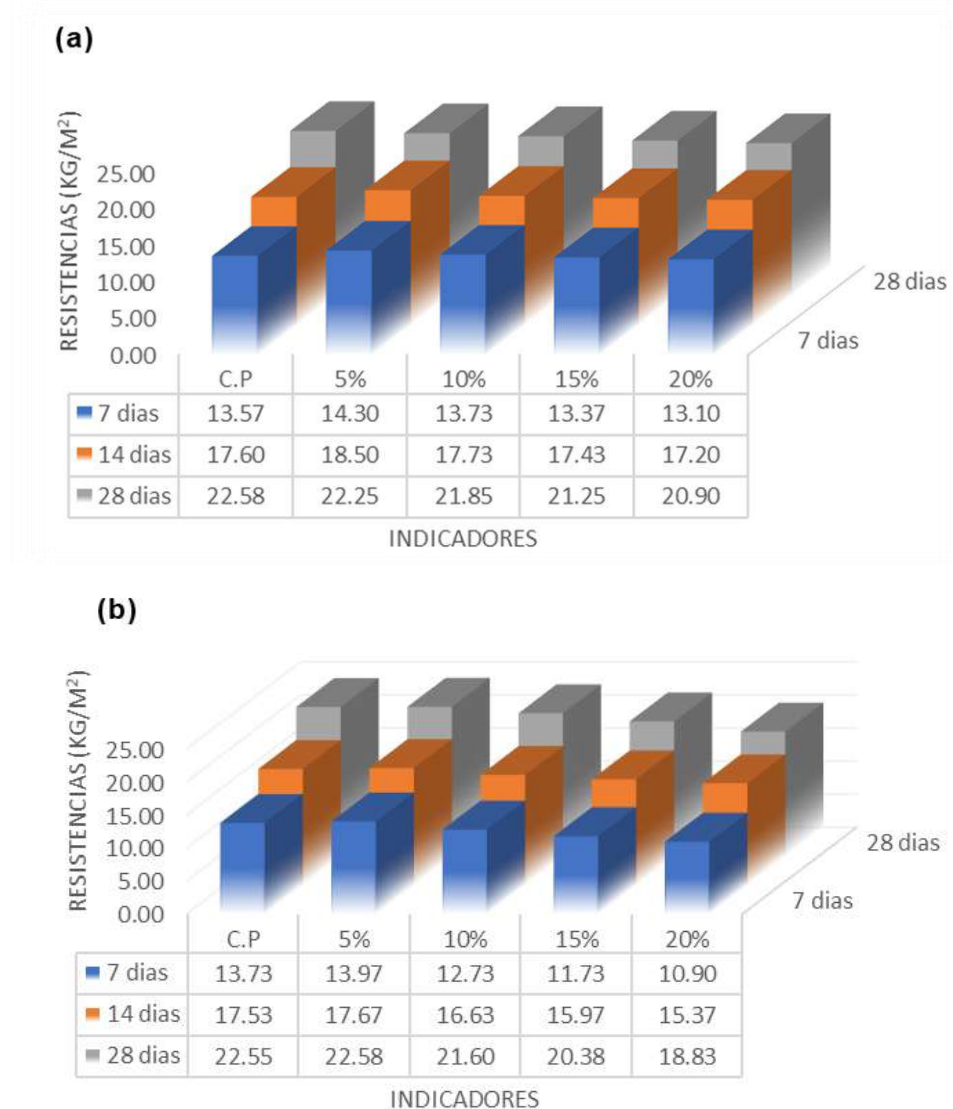 (a)
RESISTENCIAS (KG/M²)
25.00
20.00
15.00
10.00
5.00
0.00
28 dias
7 dias
C.P 5% 10% 15% 20%
7 dias 13.57 14.30 13.73 13.37 13.10
14 dias 17.60 18.50 17.73 17.43 17.20
28 dias 22.58 22.25 21.85 21.25 20.90
INDICADORES
(b)
RESISTENCIAS (KG/M²)
25.00
20.00
15.00
10.00
5.00
0.00
28 dias
7 dias
C.P 5% 10% 15% 20%
7 dias 13.73 13.97 12.73 11.73 10.90
14 dias 17.53 17.67 16.63 15.97 15.37
28 dias 22.55 22.58 21.60 20.38 18.83
INDICADORES